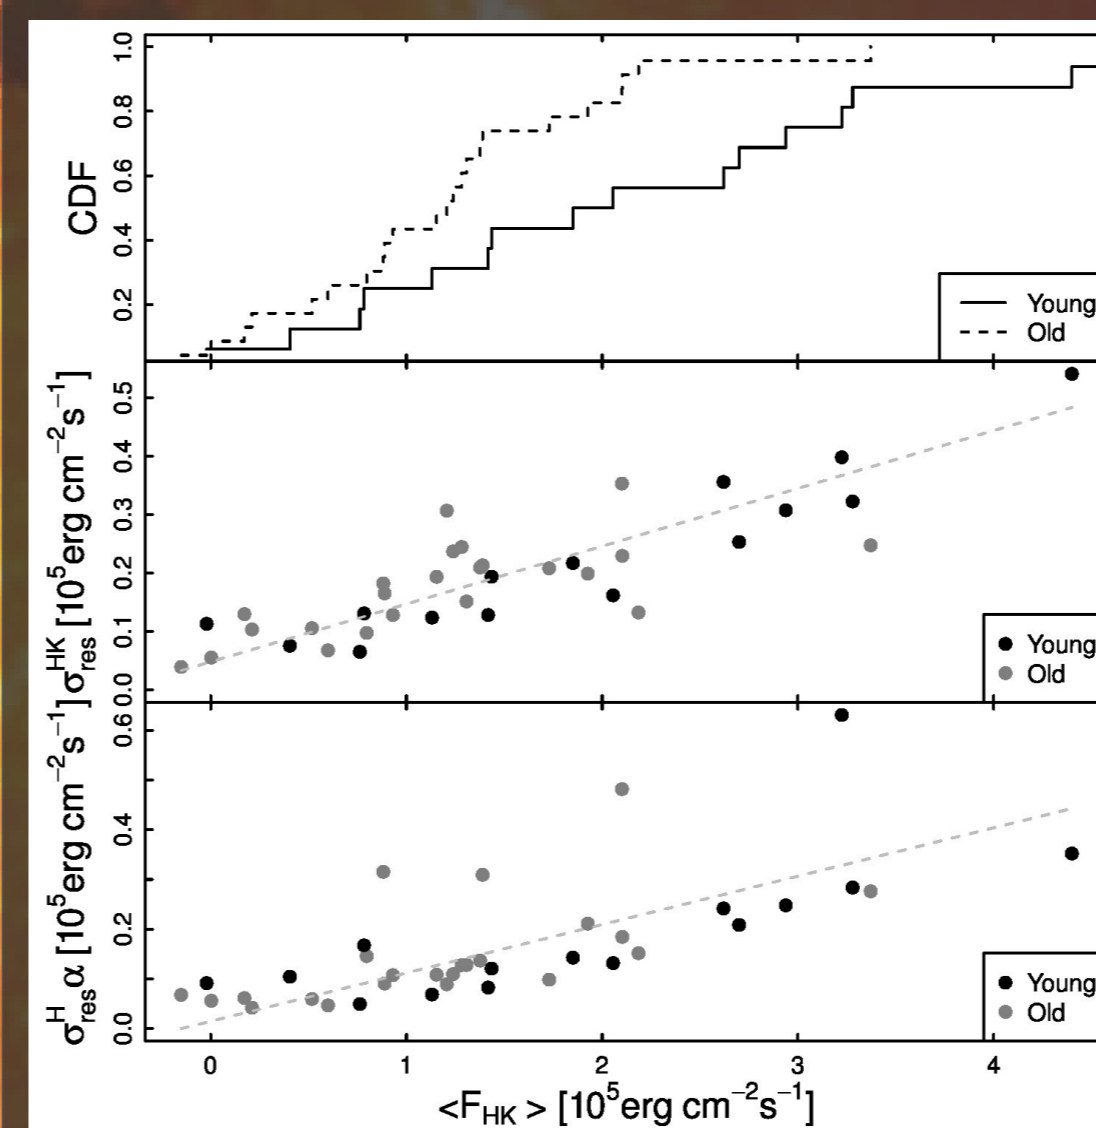 CDF
1.0
0.8
0.6
0.4
0.2
Young
Old
σ_res^HK [10^5 erg cm^−2 s^−1]
0.5
0.4
0.3
0.2
0.1
0.0
Young
Old
σ_res^Hα [10^5 erg cm^−2 s^−1]
0.6
0.4
0.2
0.0
Young
Old
0 1 2 3 4
<F_HK > [10^5 erg cm^−2 s^−1]